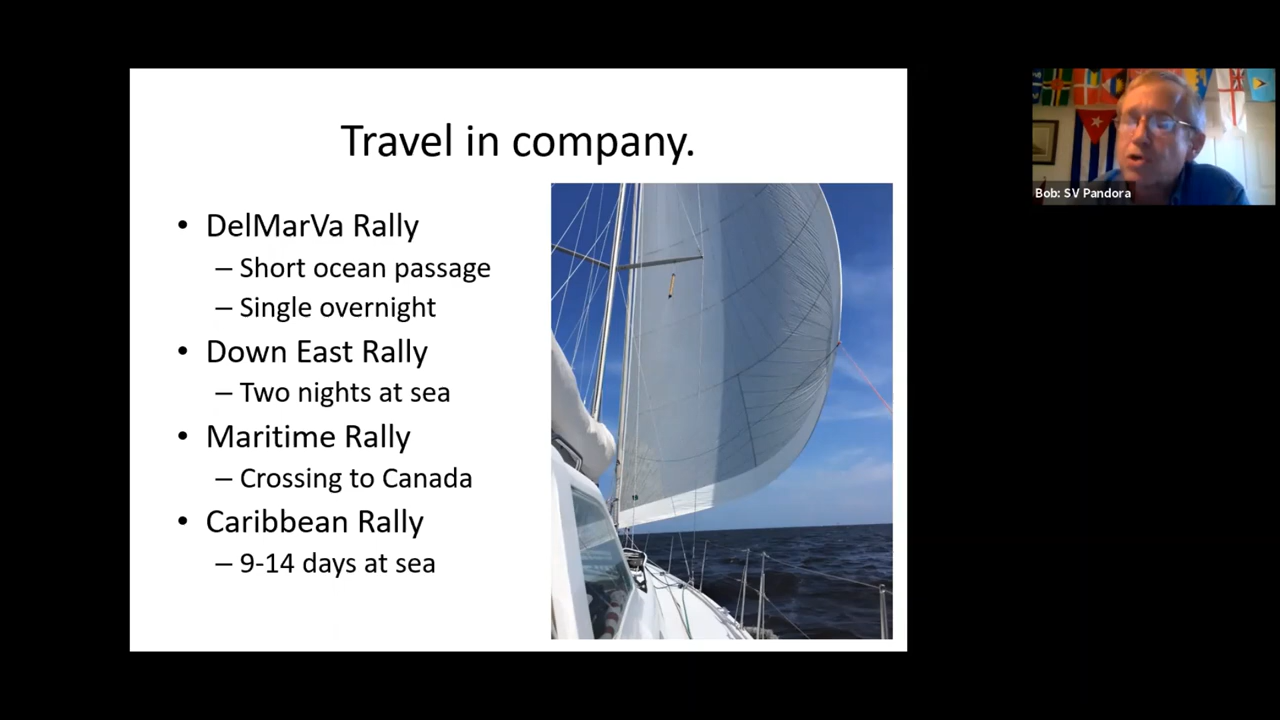 Travel in company.
• DelMarVa Rally
– Short ocean passage
– Single overnight
• Down East Rally
– Two nights at sea
• Maritime Rally
– Crossing to Canada
• Caribbean Rally
– 9-14 days at sea
Bob: SV Pandora